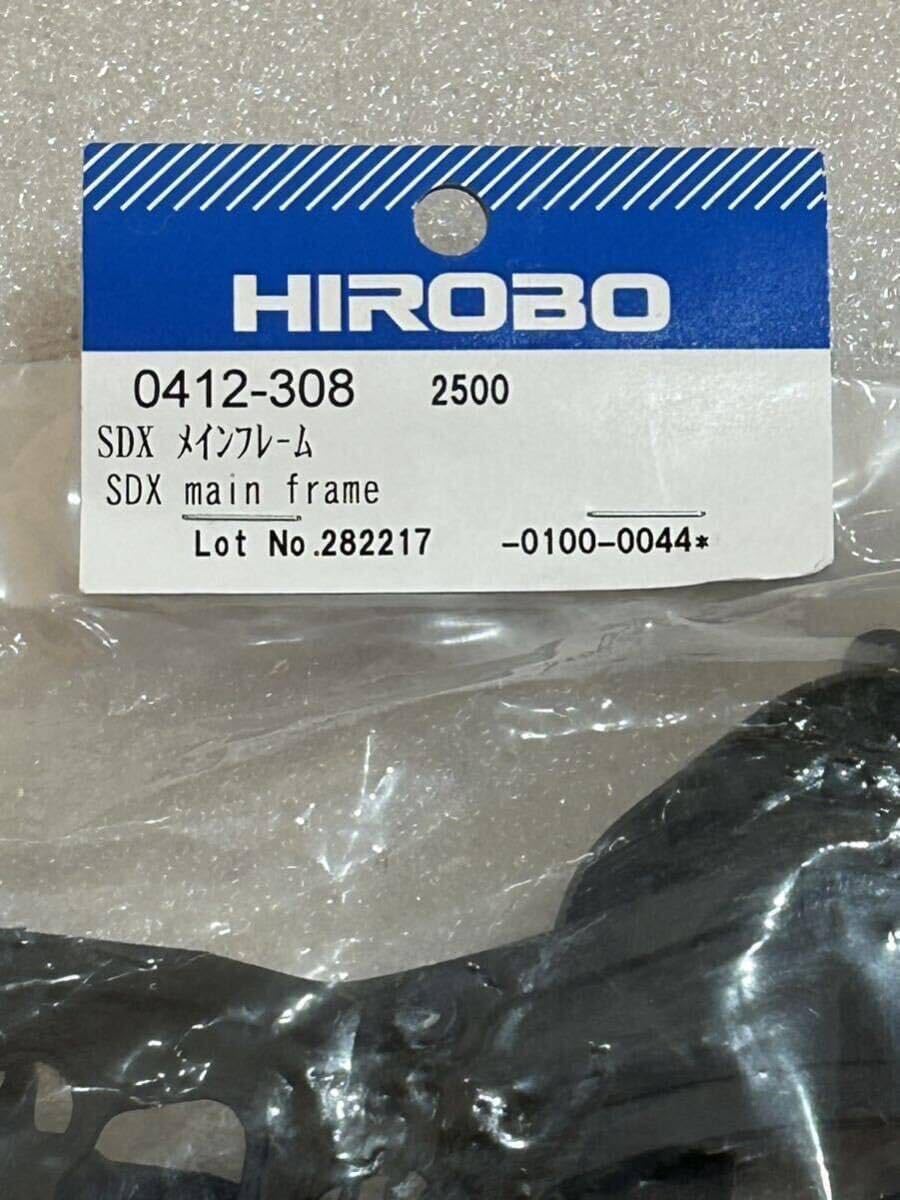 HIROBO
0412-308 2500
SDX ﾒｲﾝﾌﾚｰﾑ
SDX main frame
Lot No.282217 -0100-0044*